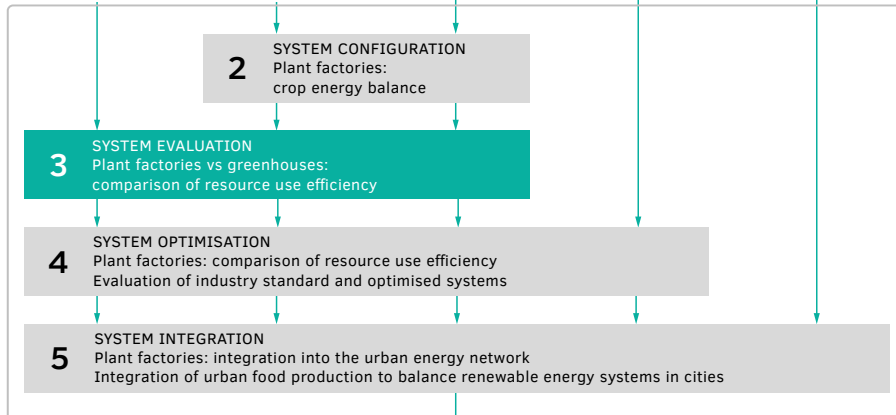 2
SYSTEM CONFIGURATION
Plant factories:
crop energy balance
3
SYSTEM EVALUATION
Plant factories vs greenhouses:
comparison of resource use efficiency
4
SYSTEM OPTIMISATION
Plant factories: comparison of resource use efficiency
Evaluation of industry standard and optimised systems
5
SYSTEM INTEGRATION
Plant factories: integration into the urban energy network
Integration of urban food production to balance renewable energy systems in cities